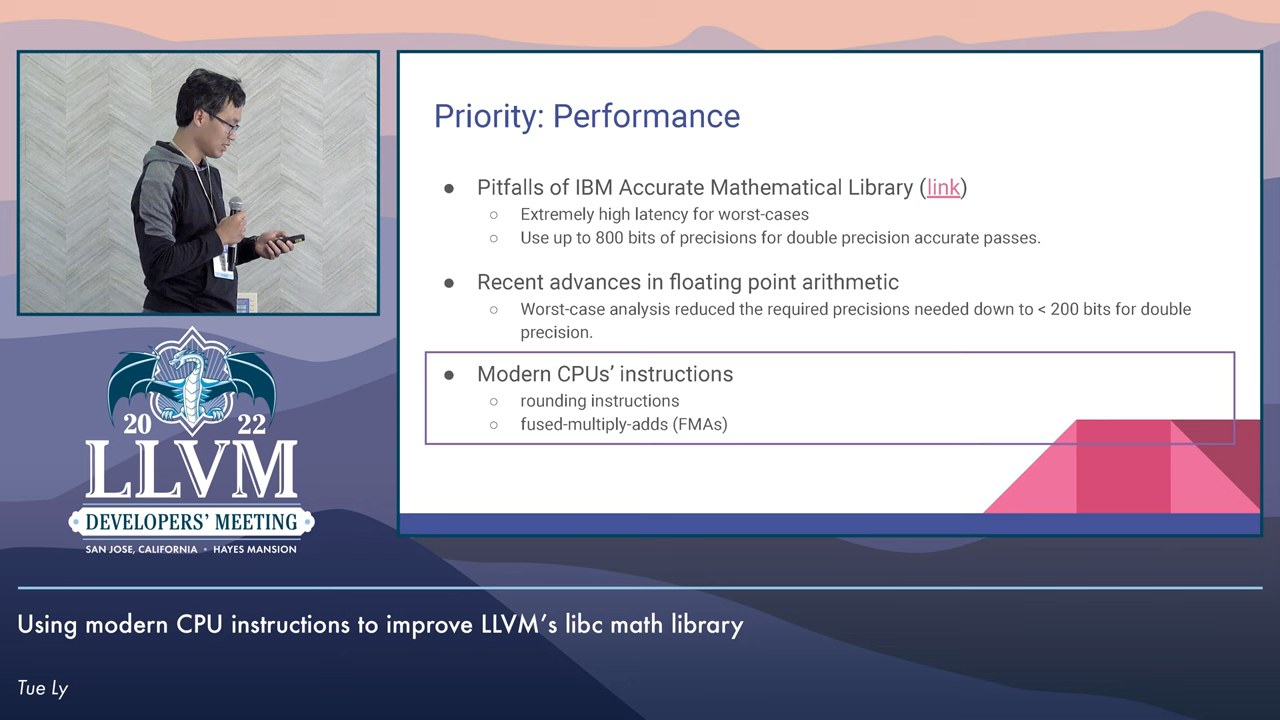 Priority: Performance
● Pitfalls of IBM Accurate Mathematical Library (link)
○ Extremely high latency for worst-cases
○ Use up to 800 bits of precisions for double precision accurate passes.
● Recent advances in floating point arithmetic
○ Worst-case analysis reduced the required precisions needed down to < 200 bits for double
precision.
● Modern CPUs’ instructions
○ rounding instructions
○ fused-multiply-adds (FMAs)
20 22
LLVM
DEVELOPERS’ MEETING
SAN JOSE, CALIFORNIA • HAYES MANSION
Using modern CPU instructions to improve LLVM’s libc math library
Tue Ly